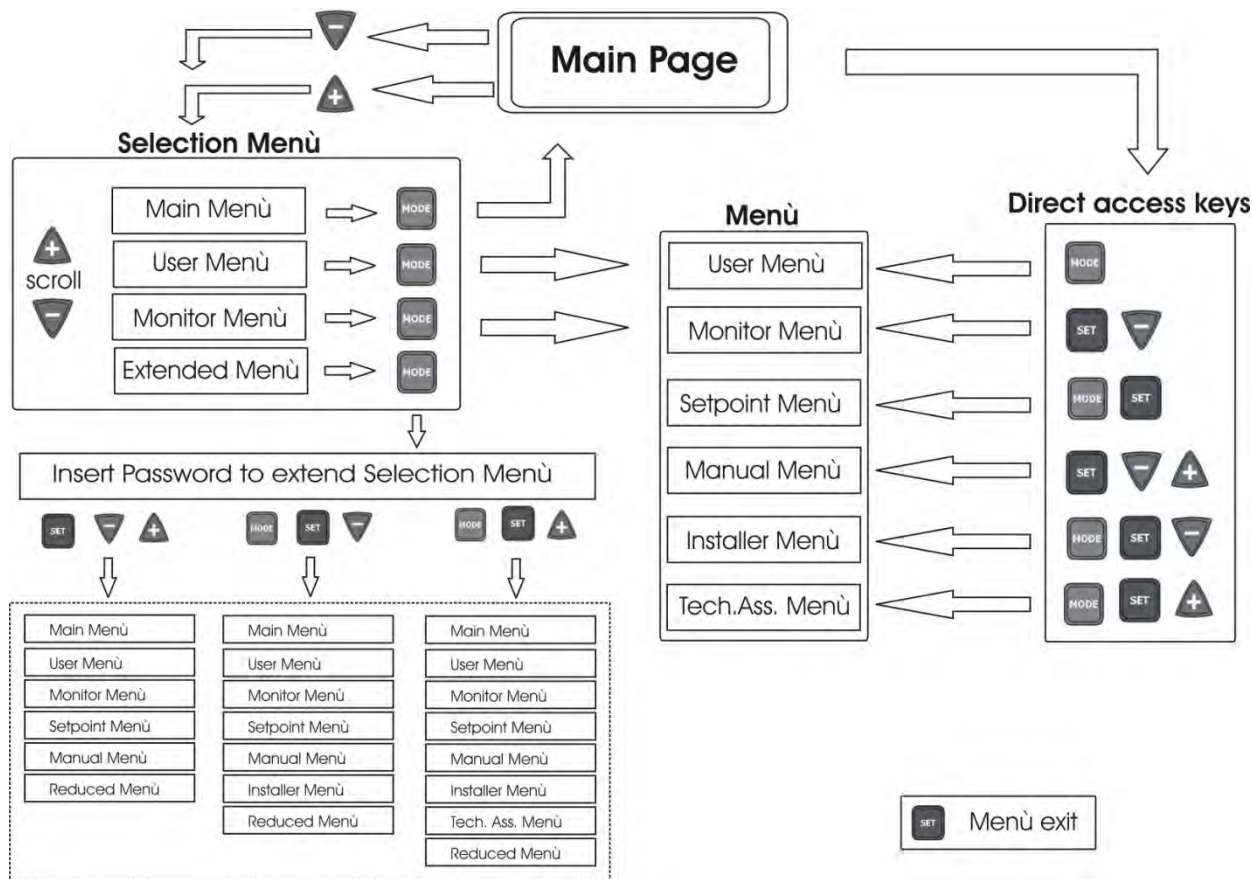 Main Page
Selection Menù
Main Menù
MODE
User Menù
MODE
scroll
Monitor Menù
MODE
Extended Menù
MODE
Insert Password to extend Selection Menù
SET
MODE
SET
MODE
SET
Main Menù
User Menù
Monitor Menù
Setpoint Menù
Manual Menù
Reduced Menù
Main Menù
User Menù
Monitor Menù
Setpoint Menù
Manual Menù
Installer Menù
Reduced Menù
Main Menù
User Menù
Monitor Menù
Setpoint Menù
Manual Menù
Installer Menù
Tech. Ass. Menù
Reduced Menù
Menù
User Menù
Monitor Menù
Setpoint Menù
Manual Menù
Installer Menù
Tech.Ass. Menù
Direct access keys
MODE
SET
MODE SET
SET
MODE SET
MODE SET
SET Menù exit